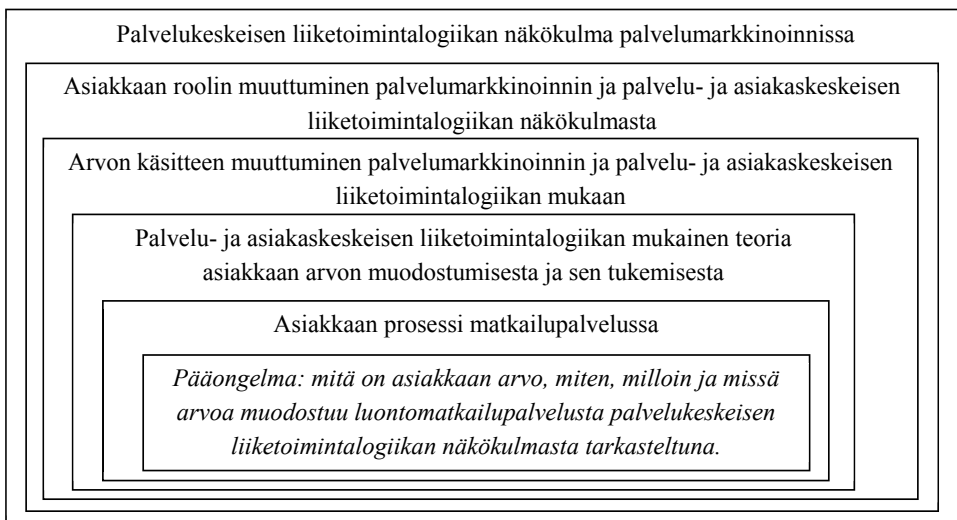 Palvelukeskeisen liiketoimintalogiikan näkökulma palvelumarkkinoinnissa
Asiakkaan roolin muuttuminen palvelumarkkinoinnin ja palvelu- ja asiakaskeskeisen
liiketoimintalogiikan näkökulmasta
Arvon käsitteen muuttuminen palvelumarkkinoinnin ja palvelu- ja asiakaskeskeisen
liiketoimintalogiikan mukaan
Palvelu- ja asiakaskeskeisen liiketoimintalogiikan mukainen teoria
asiakkaan arvon muodostumisesta ja sen tukemisesta
Asiakkaan prosessi matkailupalvelussa
Pääongelma: mitä on asiakkaan arvo, miten, milloin ja missä
arvoa muodostuu luontomatkailupalvelusta palvelukeskeisen
liiketoimintalogiikan näkökulmasta tarkasteltuna.